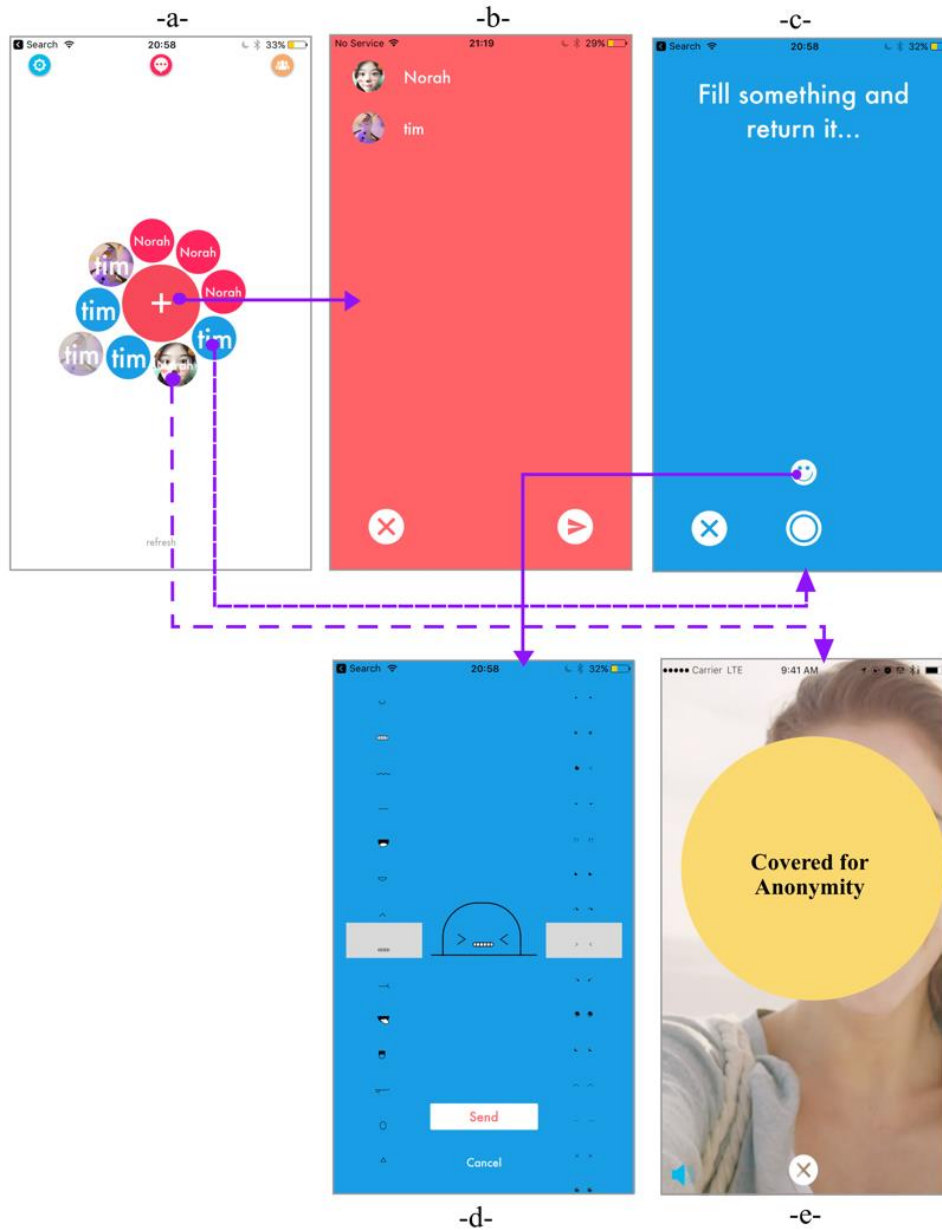 -a-
-b-
-c-
Search
20:58
33%
No Service
21:19
29%
Search
20:58
32%
Norah
tim
Fill something and
return it...
Norah
Norah
tim
Norah
tim
+
tim
tim
tim
refresh
Search
20:58
32%
Carrier LTE
9:41 AM
Covered for
Anonymity
Send
Cancel
-d-
-e-